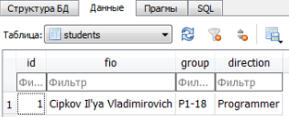 Структура БД Данные Прагмы SQL
Таблица: students
id fio group direction
Фи... Фильтр Фил... Фильтр
1 1 Cipkov Il'ya Vladimirovich P1-18 Programmer